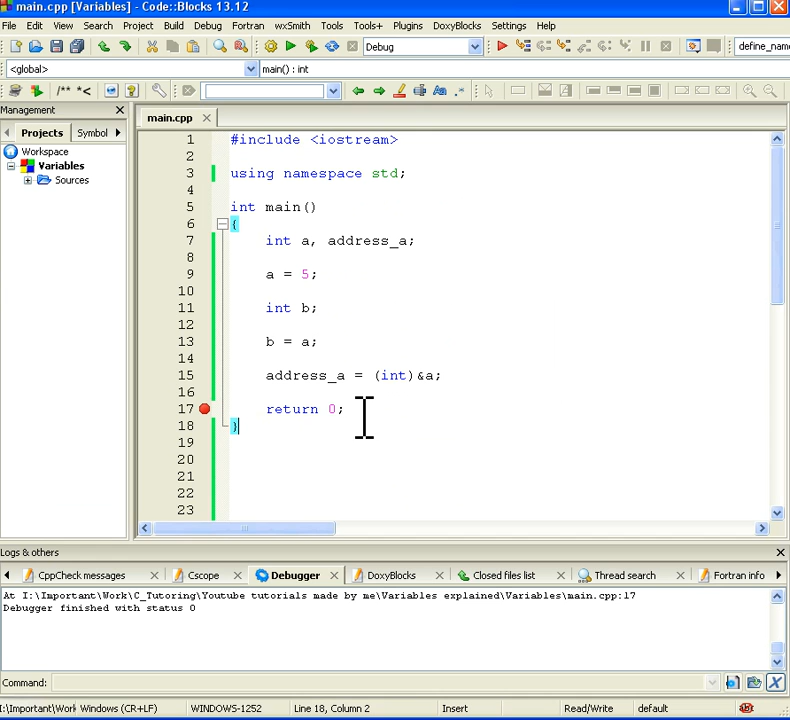 main.cpp [Variables] - Code::Blocks 13.12
File Edit View Search Project Build Debug Fortran wxSmith Tools Tools+ Plugins DoxyBlocks Settings Help
Debug
define_name
<global> main() : int
/** *<
Management
Projects Symbol
Workspace
Variables
Sources
main.cpp
1 #include <iostream>
2
3 using namespace std;
4
5 int main()
6 {
7 int a, address_a;
8
9 a = 5;
10
11 int b;
12
13 b = a;
14
15 address_a = (int)&a;
16
17 return 0;
18 }
19
20
21
22
23
Logs & others
CppCheck messages Cscope Debugger DoxyBlocks Closed files list Thread search Fortran info
At I:\Important\Work\C_Tutoring\Youtube tutorials made by me\Variables explained\Variables\main.cpp:17
Debugger finished with status 0
Command:
I:\Important\Work Windows (CR+LF) WINDOWS-1252 Line 18, Column 2 Insert Read/Write default